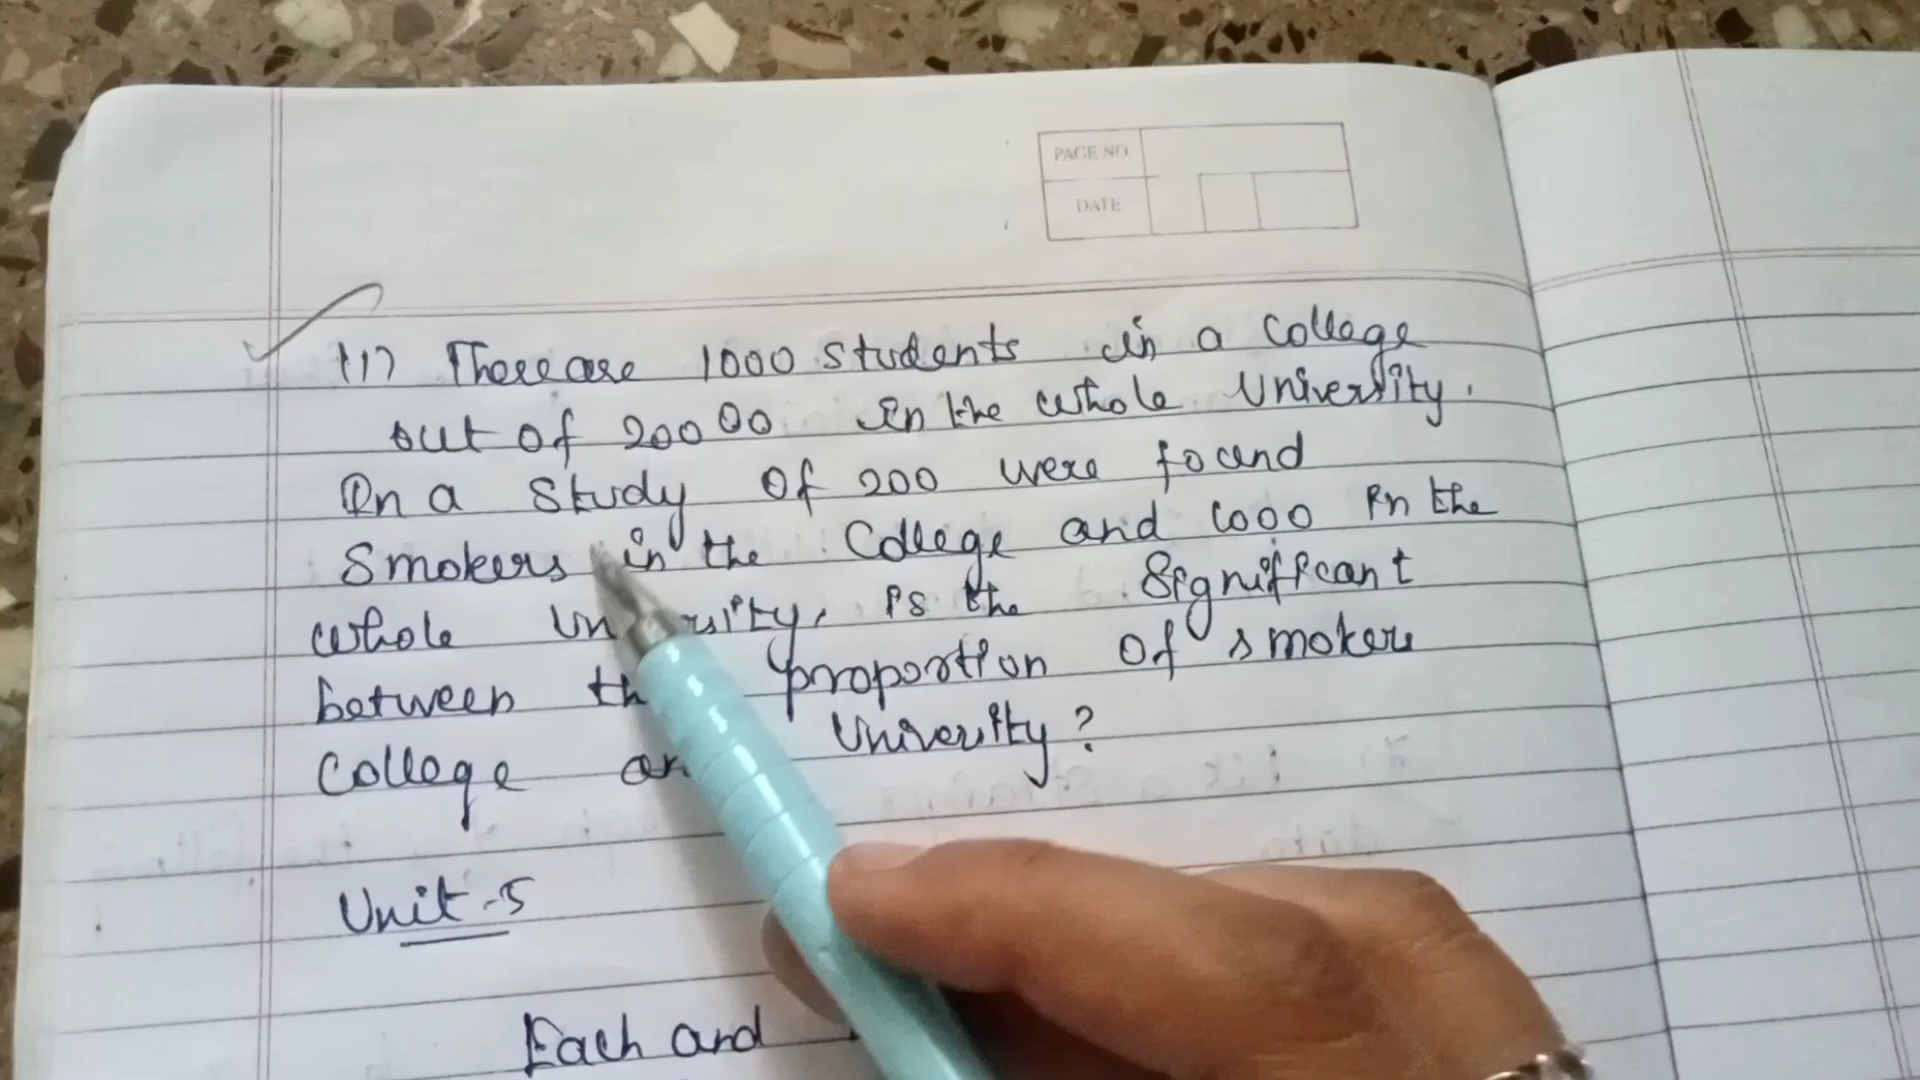 PAGE NO
DATE
(11) There are 1000 students in a college
out of 20000 in the whole University.
In a study of 200 were found
smokers in the College and 1000 in the
whole University, is the significant
between the proportion of smokers
College and University?
Unit-5
Each and